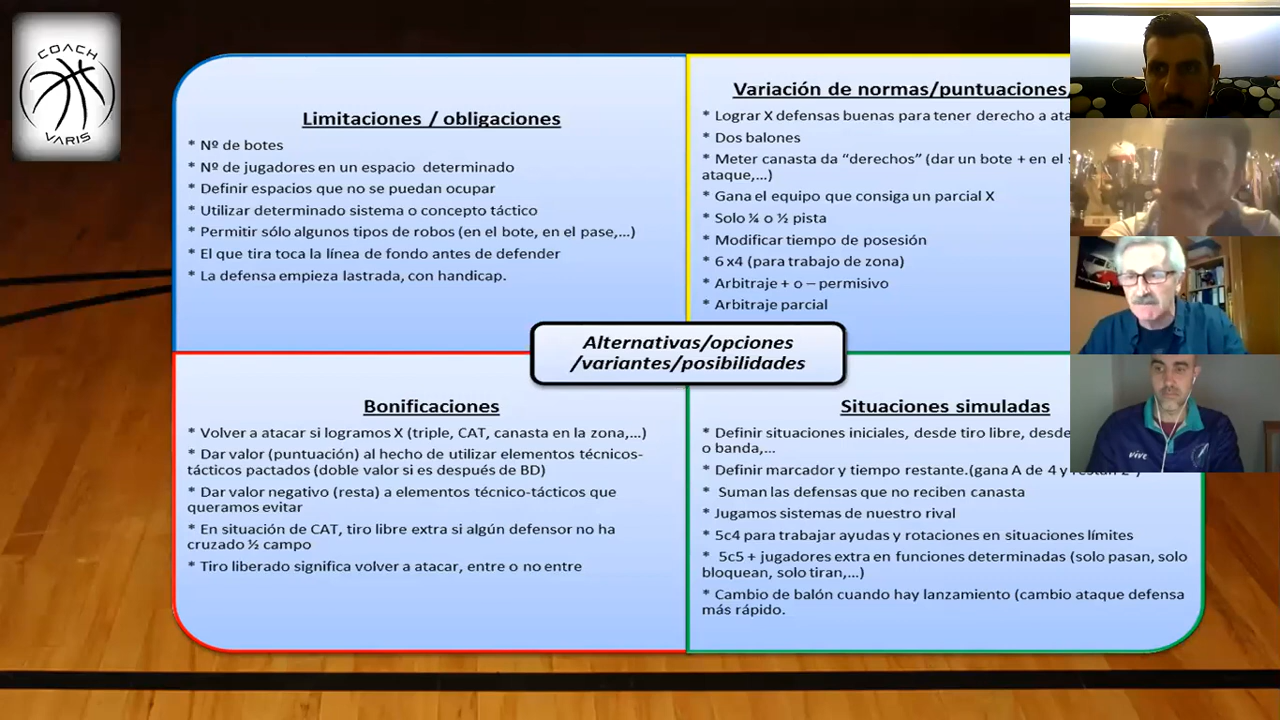 COACH
VARIS
Limitaciones / obligaciones
* Nº de botes
* Nº de jugadores en un espacio determinado
* Definir espacios que no se puedan ocupar
* Utilizar determinado sistema o concepto táctico
* Permitir sólo algunos tipos de robos (en el bote, en el pase,...)
* El que tira toca la línea de fondo antes de defender
* La defensa empieza lastrada, con handicap.
Variación de normas/puntuaciones
* Lograr X defensas buenas para tener derecho a
* Dos balones
* Meter canasta da “derechos” (dar un bote + en el
ataque,...)
* Gana el equipo que consiga un parcial X
* Solo ¼ o ½ pista
* Modificar tiempo de posesión
* 6 x4 (para trabajo de zona)
* Arbitraje + o – permisivo
* Arbitraje parcial
Alternativas/opciones
/variantes/posibilidades
Bonificaciones
* Volver a atacar si logramos X (triple, CAT, canasta en la zona,...)
* Dar valor (puntuación) al hecho de utilizar elementos técnicos-
tácticos pactados (doble valor si es después de BD)
* Dar valor negativo (resta) a elementos técnico-tácticos que
queramos evitar
* En situación de CAT, tiro libre extra si algún defensor no ha
cruzado ½ campo
* Tiro liberado significa volver a atacar, entre o no entre
Situaciones simuladas
* Definir situaciones iniciales, desde tiro libre, desde
o banda,...
* Definir marcador y tiempo restante.(gana A de 4 y
* Suman las defensas que no reciben canasta
* Jugamos sistemas de nuestro rival
* 5c4 para trabajar ayudas y rotaciones en situaciones límites
* 5c5 + jugadores extra en funciones determinadas (solo pasan, solo
bloquean, solo tiran,...)
* Cambio de balón cuando hay lanzamiento (cambio ataque defensa
más rápido.
vive